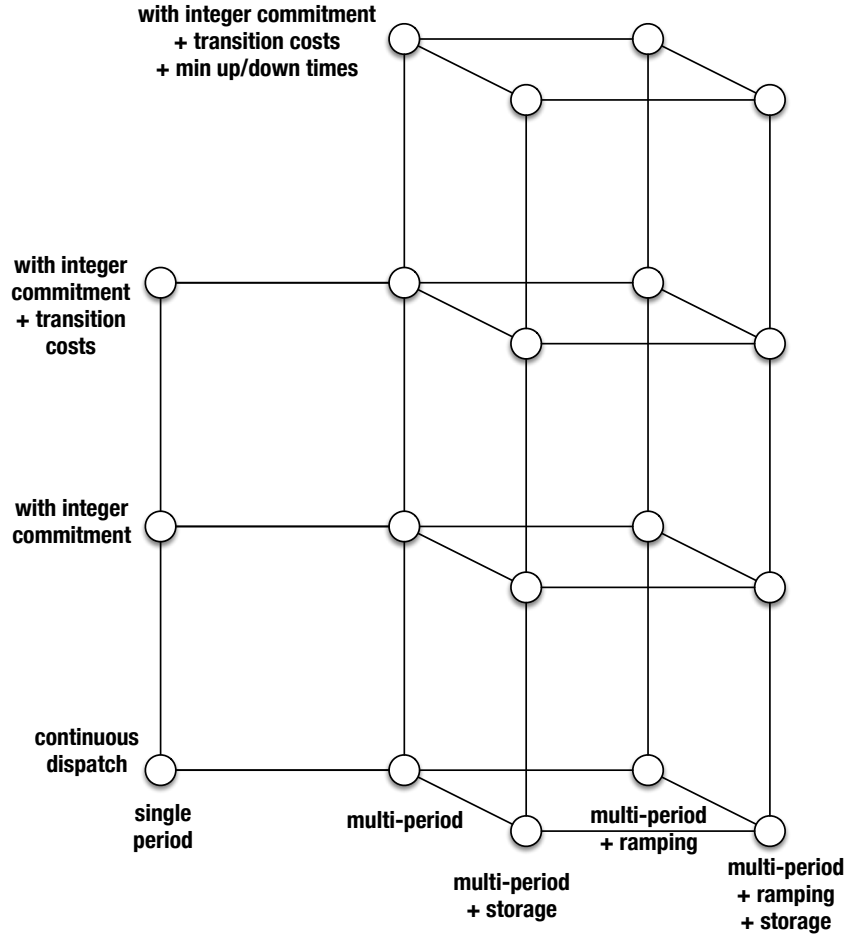 with integer commitment
+ transition costs
+ min up/down times
with integer
commitment
+ transition
costs
with integer
commitment
continuous
dispatch
single
period
multi-period
multi-period
+ ramping
multi-period
+ storage
multi-period
+ ramping
+ storage